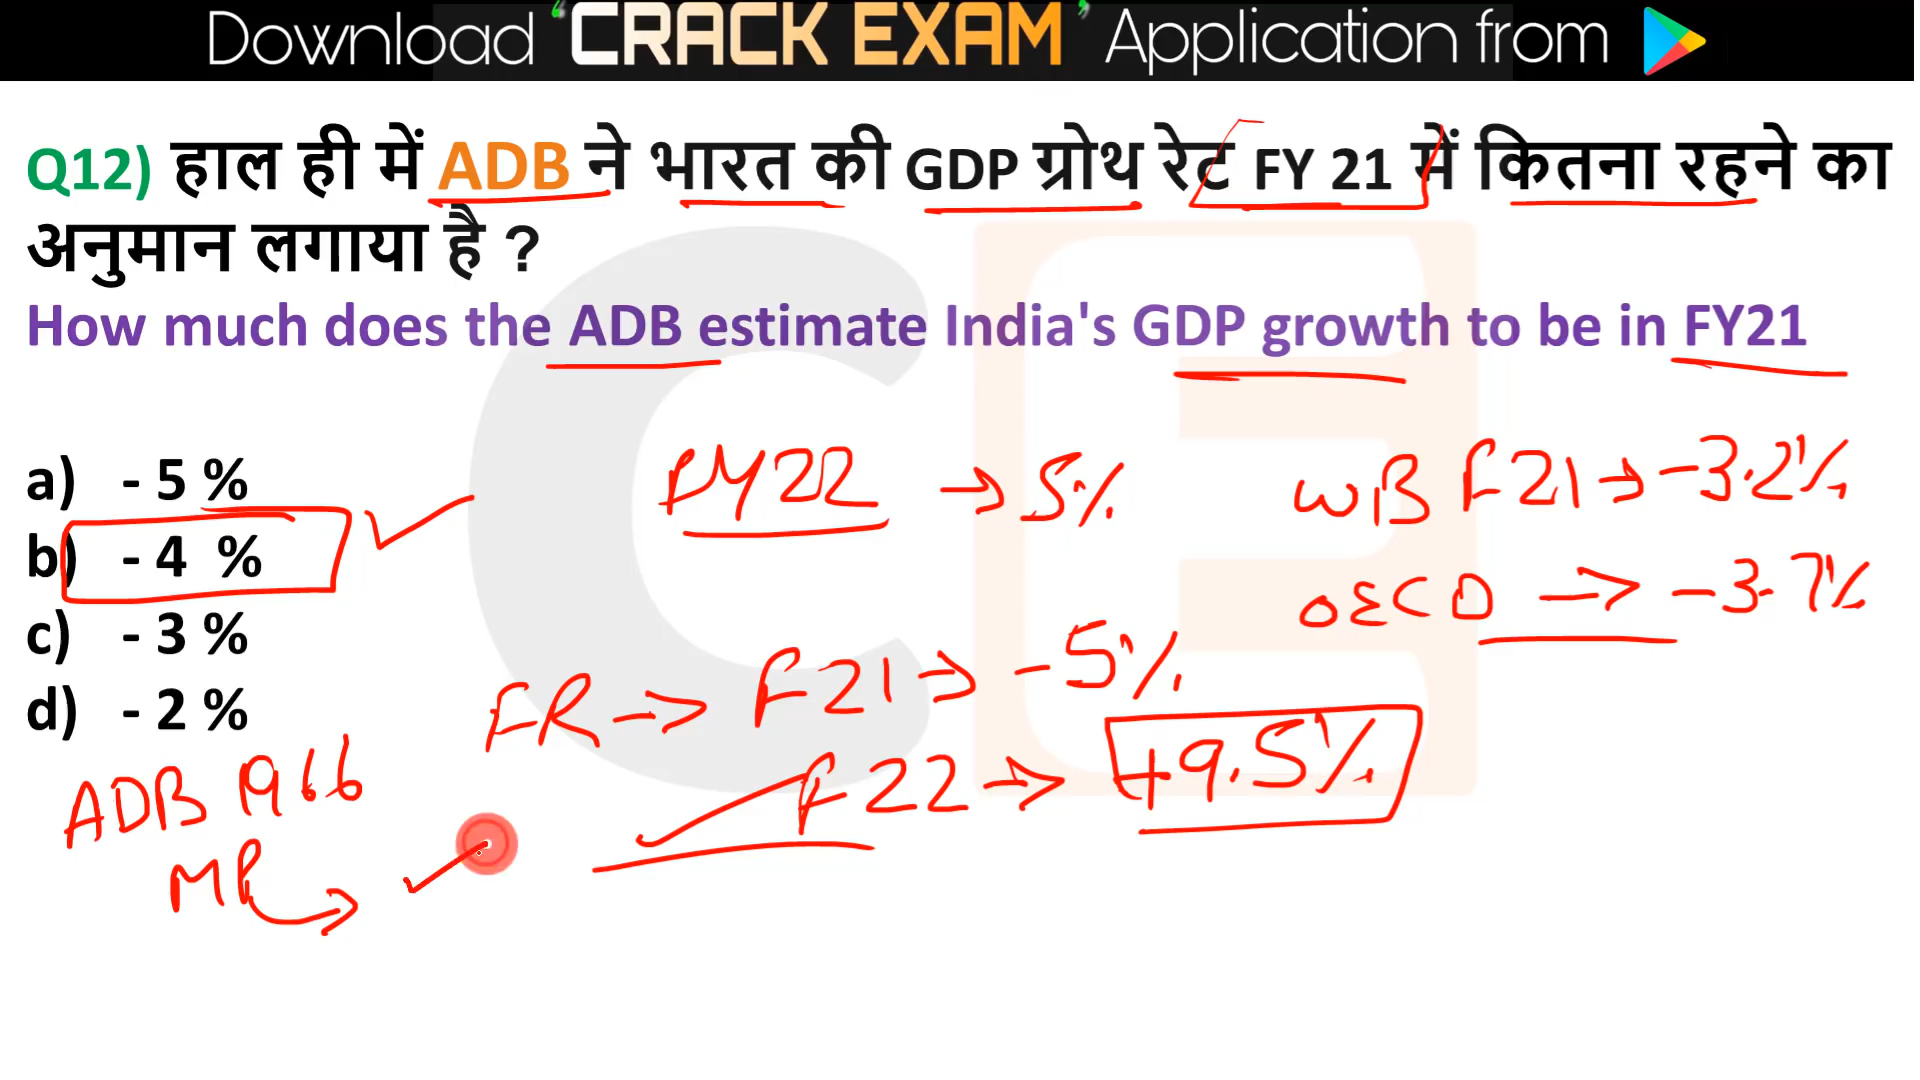 Download ‘CRACK EXAM’ Application from
Q12) हाल ही में ADB ने भारत की GDP ग्रोथ रेट FY 21 में कितना रहने का
अनुमान लगाया है ?
How much does the ADB estimate India's GDP growth to be in FY21
a) - 5 %
b) - 4 %
c) - 3 %
d) - 2 %
FY22 → 5%
WB F21 → -3.2%
OECD → -3.7%
FR → F21 → -5%
F22 → +9.5%
ADB 1966
MP →
CE